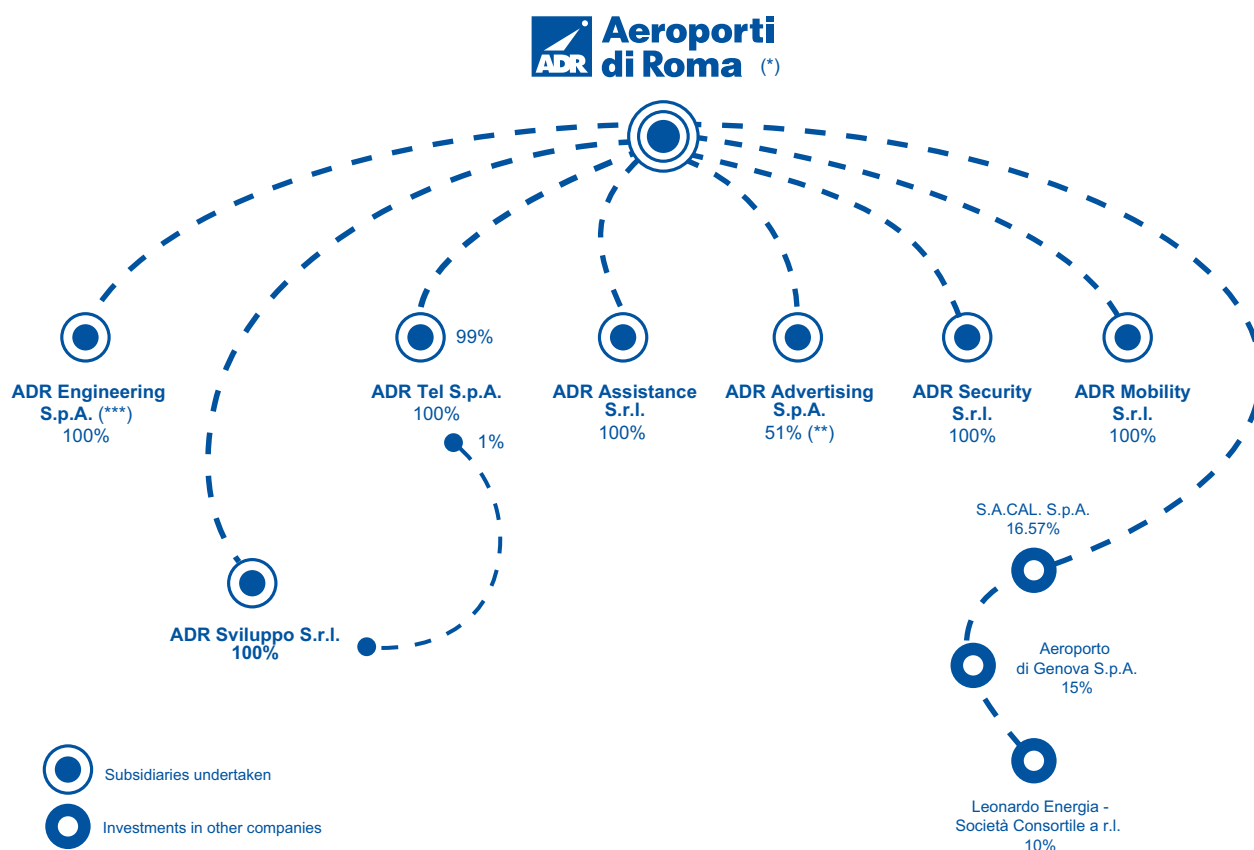 ADR
Aeroporti
di Roma (*)
99%
ADR Engineering
S.p.A. (***)
100%
ADR Tel S.p.A.
100%
1%
ADR Assistance
S.r.l.
100%
ADR Advertising
S.p.A.
51% (**)
ADR Security
S.r.l.
100%
ADR Mobility
S.r.l.
100%
S.A.CAL. S.p.A.
16.57%
ADR Sviluppo S.r.l.
100%
Aeroporto
di Genova S.p.A.
15%
Leonardo Energia -
Società Consortile a r.l.
10%
Subsidiaries undertaken
Investments in other companies